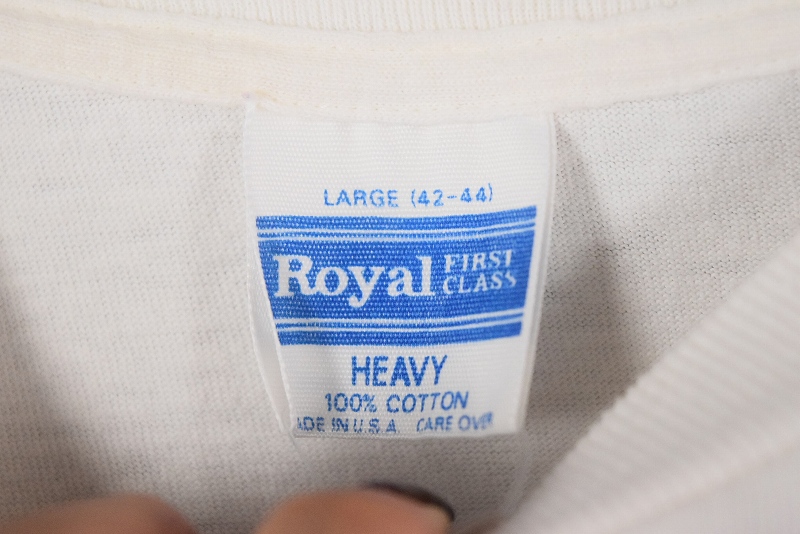 LARGE (42-44)
Royal FIRST
CLASS
HEAVY
100% COTTON
ADE IN U.S.A. CARE OVER